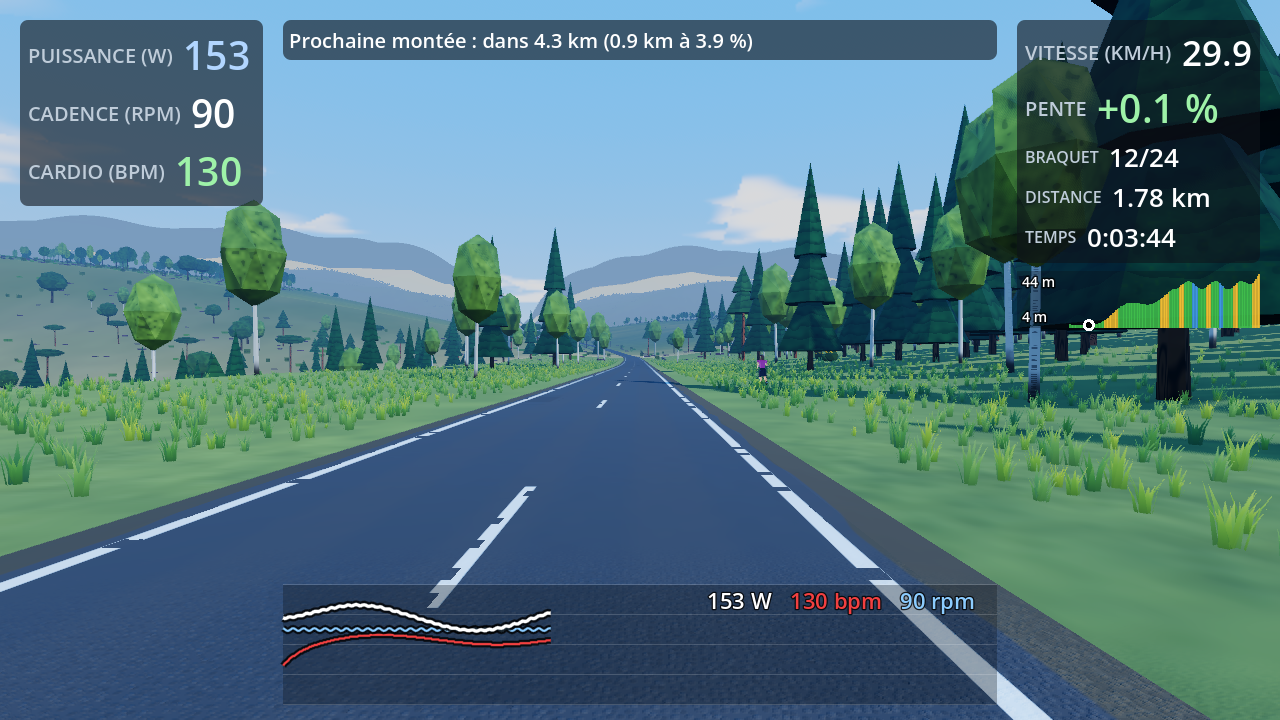 PUISSANCE (W) 153
CADENCE (RPM) 90
CARDIO (BPM) 130
Prochaine montée : dans 4.3 km (0.9 km à 3.9 %)
VITESSE (KM/H) 29.9
PENTE +0.1 %
BRAQUET 12/24
DISTANCE 1.78 km
TEMPS 0:03:44
44 m
4 m
153 W 130 bpm 90 rpm